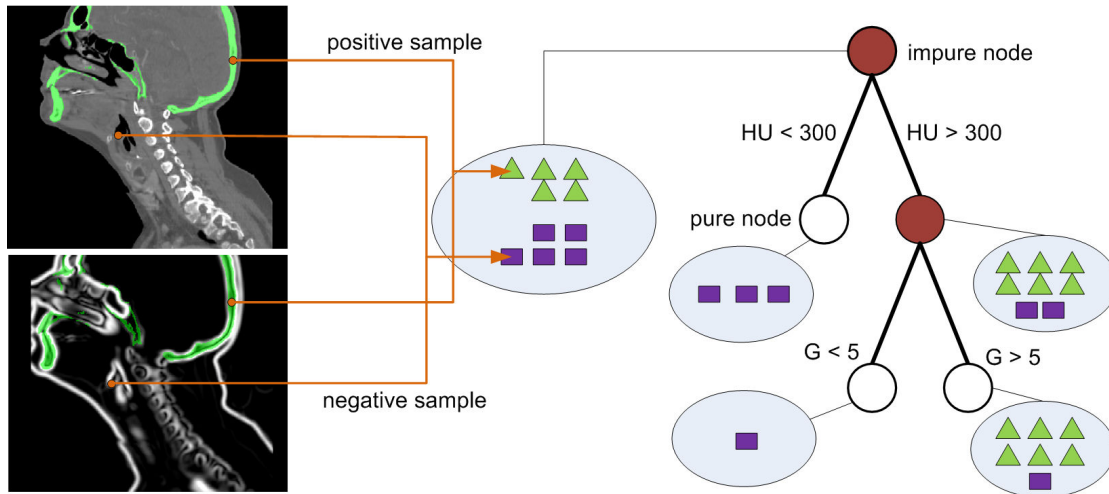 positive sample
impure node
HU < 300
HU > 300
pure node
G < 5
G > 5
negative sample